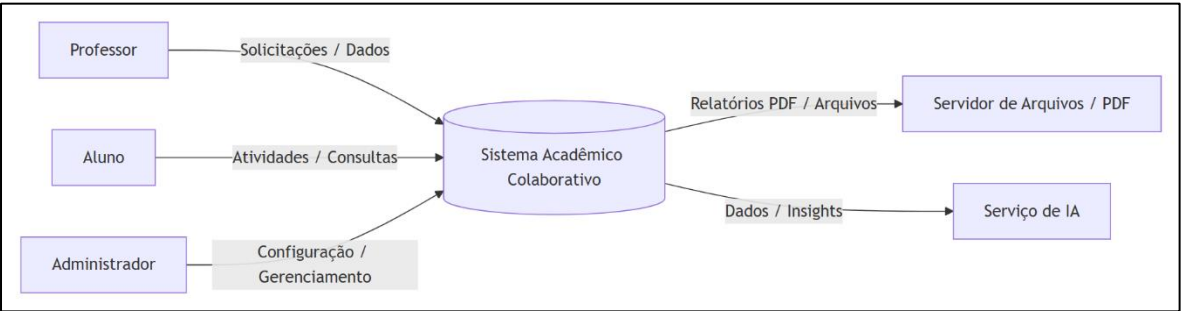 Professor
Solicitações / Dados
Aluno
Atividades / Consultas
Administrador
Configuração /
Gerenciamento
Sistema Acadêmico
Colaborativo
Relatórios PDF / Arquivos
Servidor de Arquivos / PDF
Dados / Insights
Serviço de IA